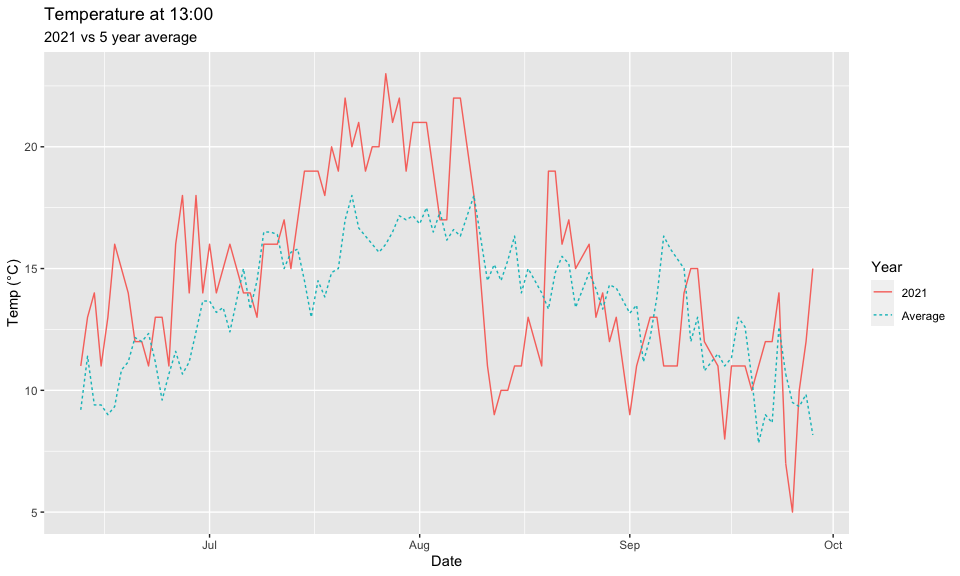 Temperature at 13:00
2021 vs 5 year average
20
15
10
5
Temp (°C)
Jul
Aug
Sep
Oct
Date
Year
2021
Average